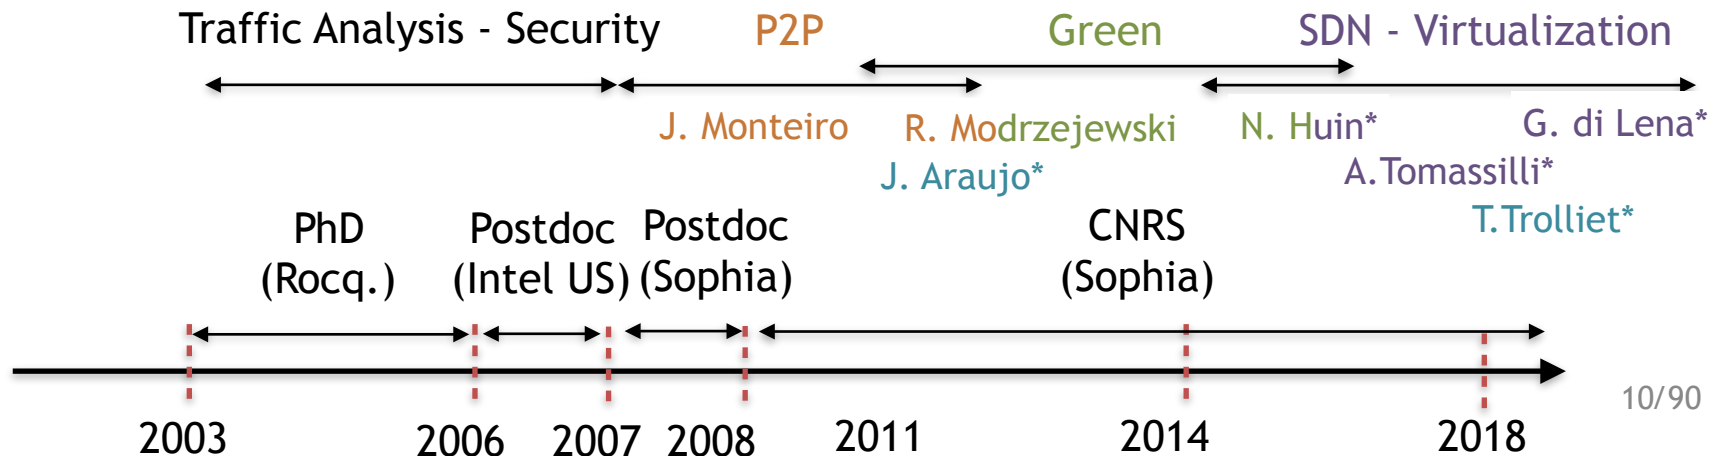 Traffic Analysis - Security P2P Green SDN - Virtualization
J. Monteiro R. Modrzejewski N. Huin* G. di Lena*
J. Araujo* A.Tomassilli*
T.Trolliet*
PhD Postdoc Postdoc CNRS
(Rocq.) (Intel US) (Sophia) (Sophia)
10/90
2003 2006 2007 2008 2011 2014 2018